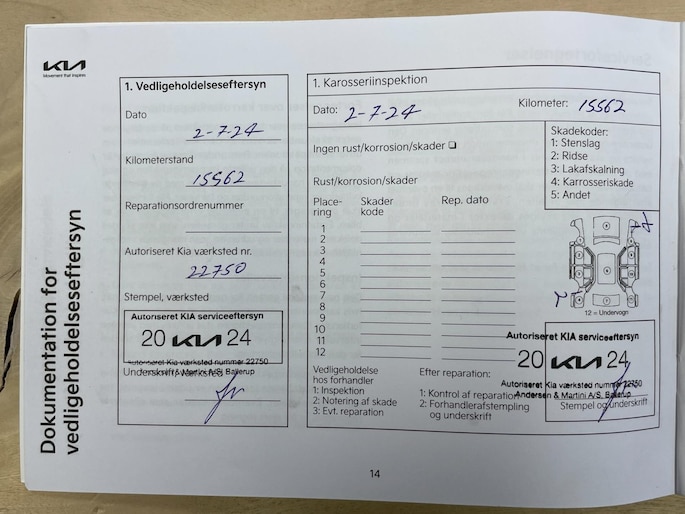 KIA
Movement that inspires
Dokumentation for
vedligeholdelseseftersyn
1. Vedligeholdelseseftersyn
Dato
2-7-24
Kilometerstand
15562
Reparationsordrenummer
Autoriseret Kia værksted nr.
22750
Stempel, værksted
Autoriseret KIA serviceeftersyn
20 KIA 24
Autoriseret Kia værksted nummer 22750
Andersen & Martini A/S, Ballerup
Underskrift, værksted
1. Karosseriinspektion
Dato: 2-7-24
Kilometer: 15562
Ingen rust/korrosion/skader
Rust/korrosion/skader
Skadekoder:
1: Stenslag
2: Ridse
3: Lakafskalning
4: Karrosseriskade
5: Andet
Place-
ring
Skader
kode
Rep. dato
1
2
3
4
5
6
7
8
9
10
11
12
12 = Undervogn
Vedligeholdelse
hos forhandler
1: Inspektion
2: Notering af skade
3: Evt. reparation
Efter reparation:
1: Kontrol af reparation
2: Forhandlerafstempling
og underskrift
Autoriseret KIA serviceeftersyn
20 KIA 24
Autoriseret Kia værksted nummer 22750
Andersen & Martini A/S, Ballerup
Stempel og underskrift
14